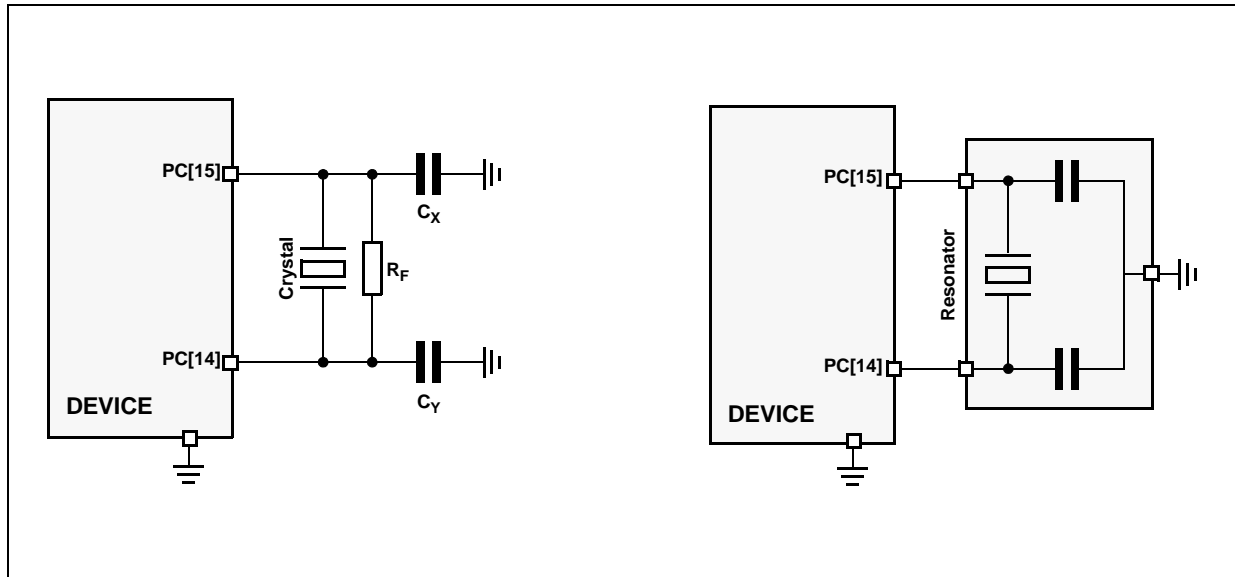 PC[15]
Crystal
R_F
C_X
PC[14]
C_Y
DEVICE
PC[15]
Resonator
PC[14]
DEVICE